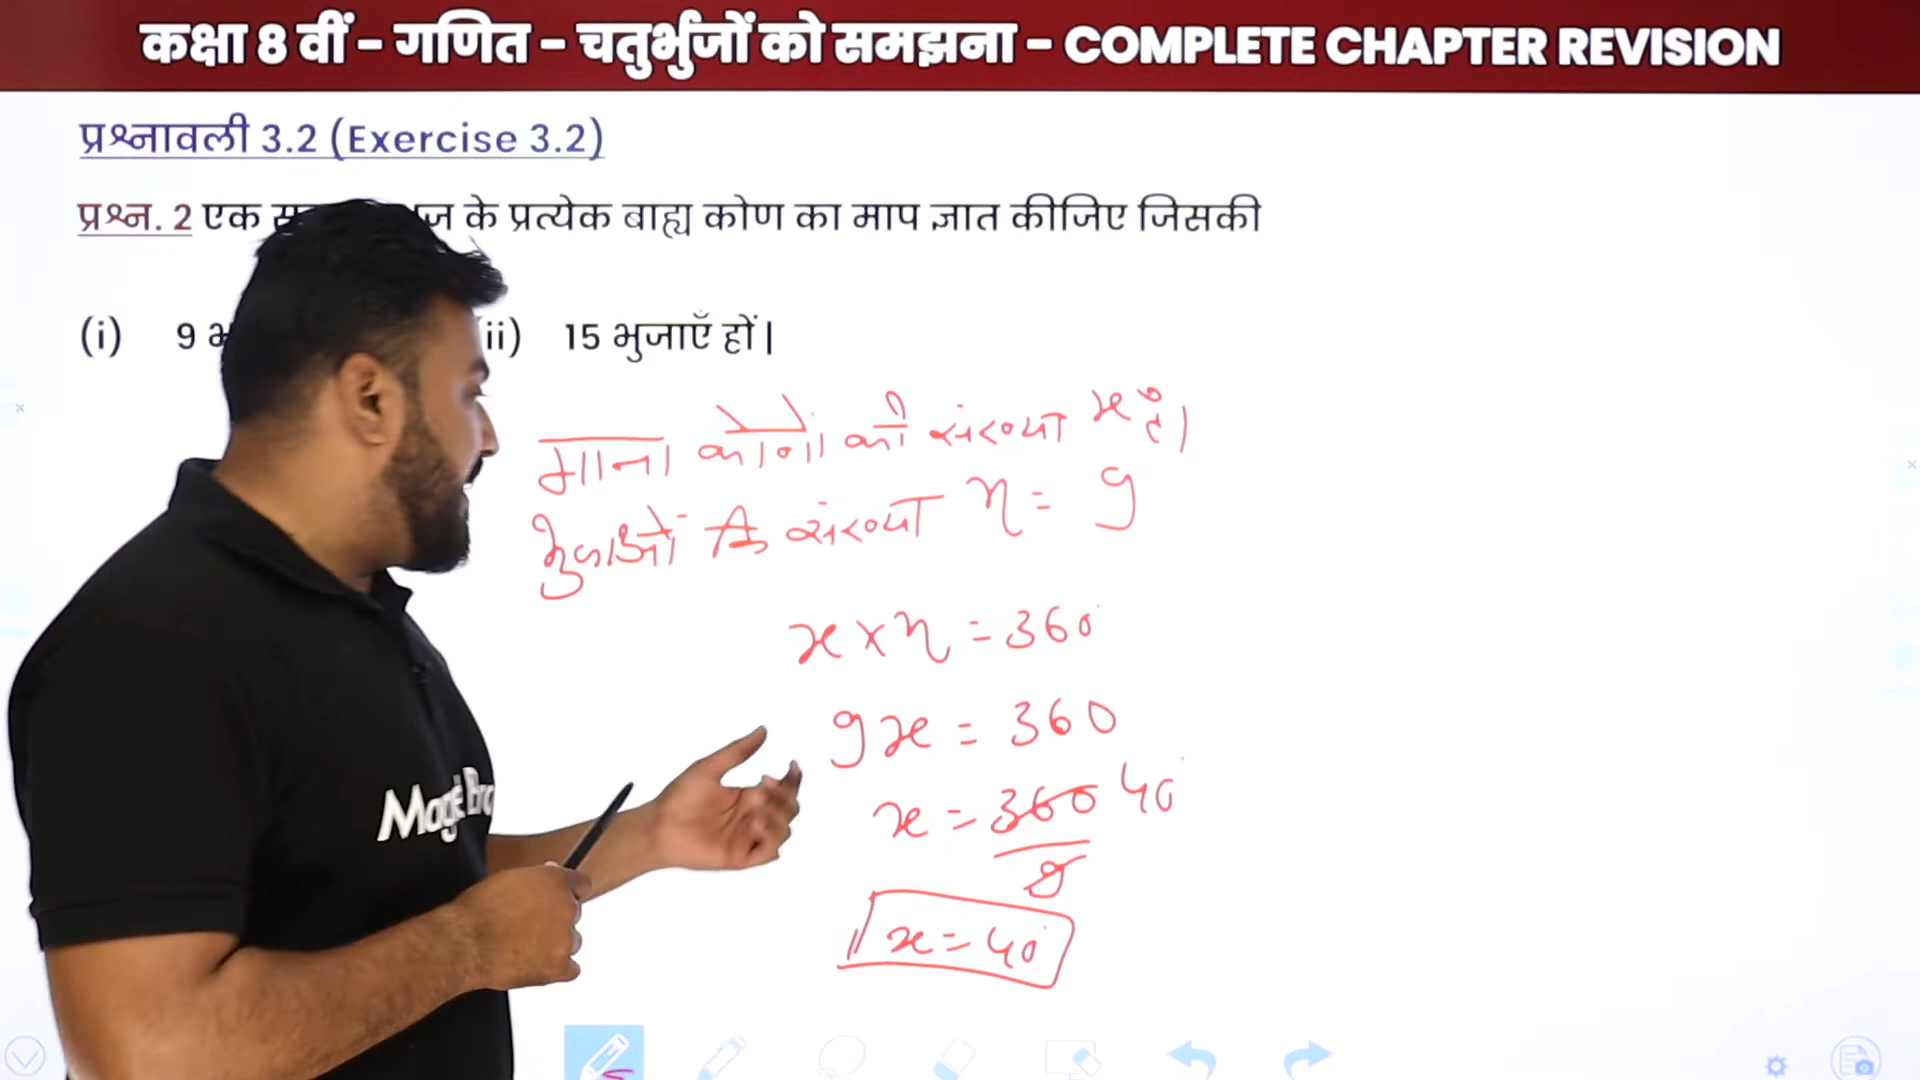 कक्षा 8 वीं - गणित - चतुर्भुजों को समझना - COMPLETE CHAPTER REVISION
प्रश्नावली 3.2 (Exercise 3.2)
प्रश्न. 2 एक के प्रत्येक बाह्य कोण का माप ज्ञात कीजिए जिसकी
(i) 9 ii) 15 भुजाएँ हों।
माना कोणों की संख्या x° है।
भुजाओं कि संख्या n = 9
x × n = 360
9x = 360
x = 360 40
9
x = 40